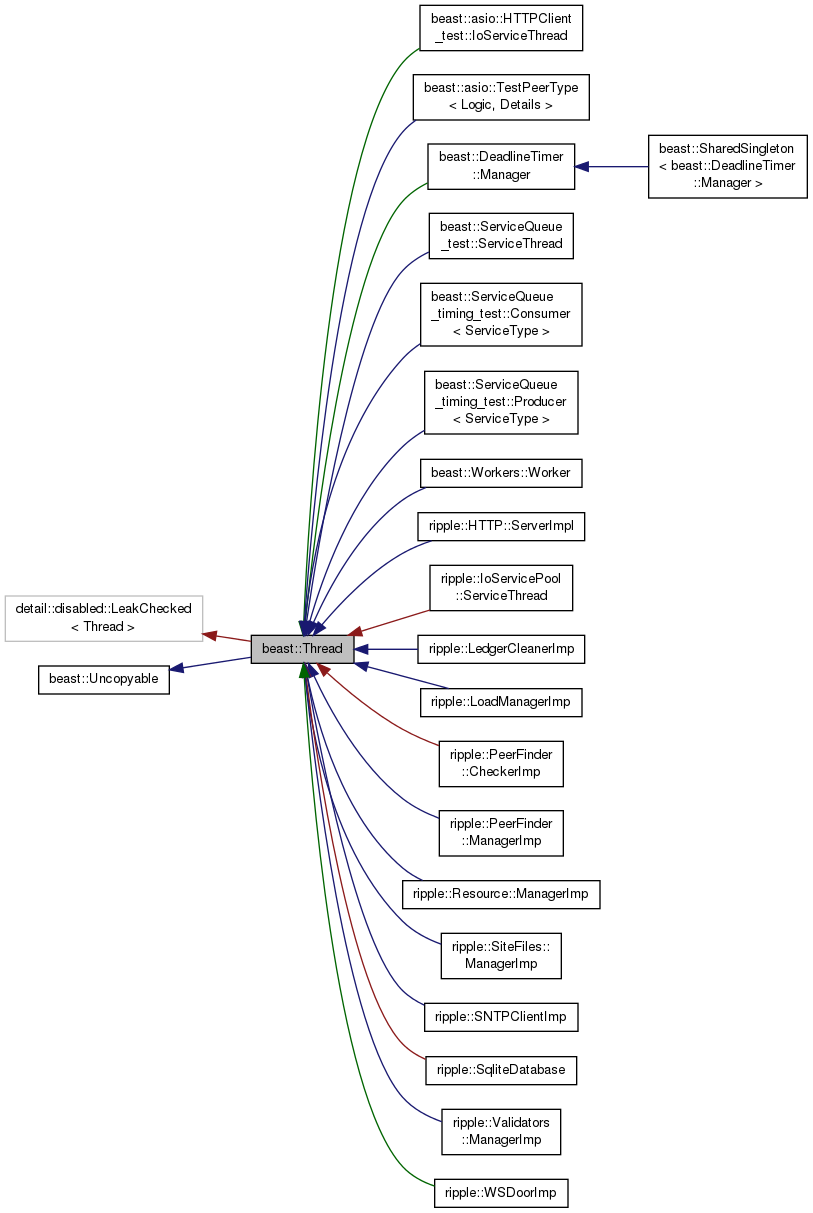 beast::asio::HTTPClient
_test::IoServiceThread
beast::asio::TestPeerType
< Logic, Details >
beast::DeadlineTimer
::Manager
beast::SharedSingleton
< beast::DeadlineTimer
::Manager >
beast::ServiceQueue
_test::ServiceThread
beast::ServiceQueue
_timing_test::Consumer
< ServiceType >
beast::ServiceQueue
_timing_test::Producer
< ServiceType >
beast::Workers::Worker
ripple::HTTP::ServerImpl
ripple::IoServicePool
::ServiceThread
detail::disabled::LeakChecked
< Thread >
beast::Thread
beast::Uncopyable
ripple::LedgerCleanerImp
ripple::LoadManagerImp
ripple::PeerFinder
::CheckerImp
ripple::PeerFinder
::ManagerImp
ripple::Resource::ManagerImp
ripple::SiteFiles::
ManagerImp
ripple::SNTPClientImp
ripple::SqliteDatabase
ripple::Validators
::ManagerImp
ripple::WSDoorImp